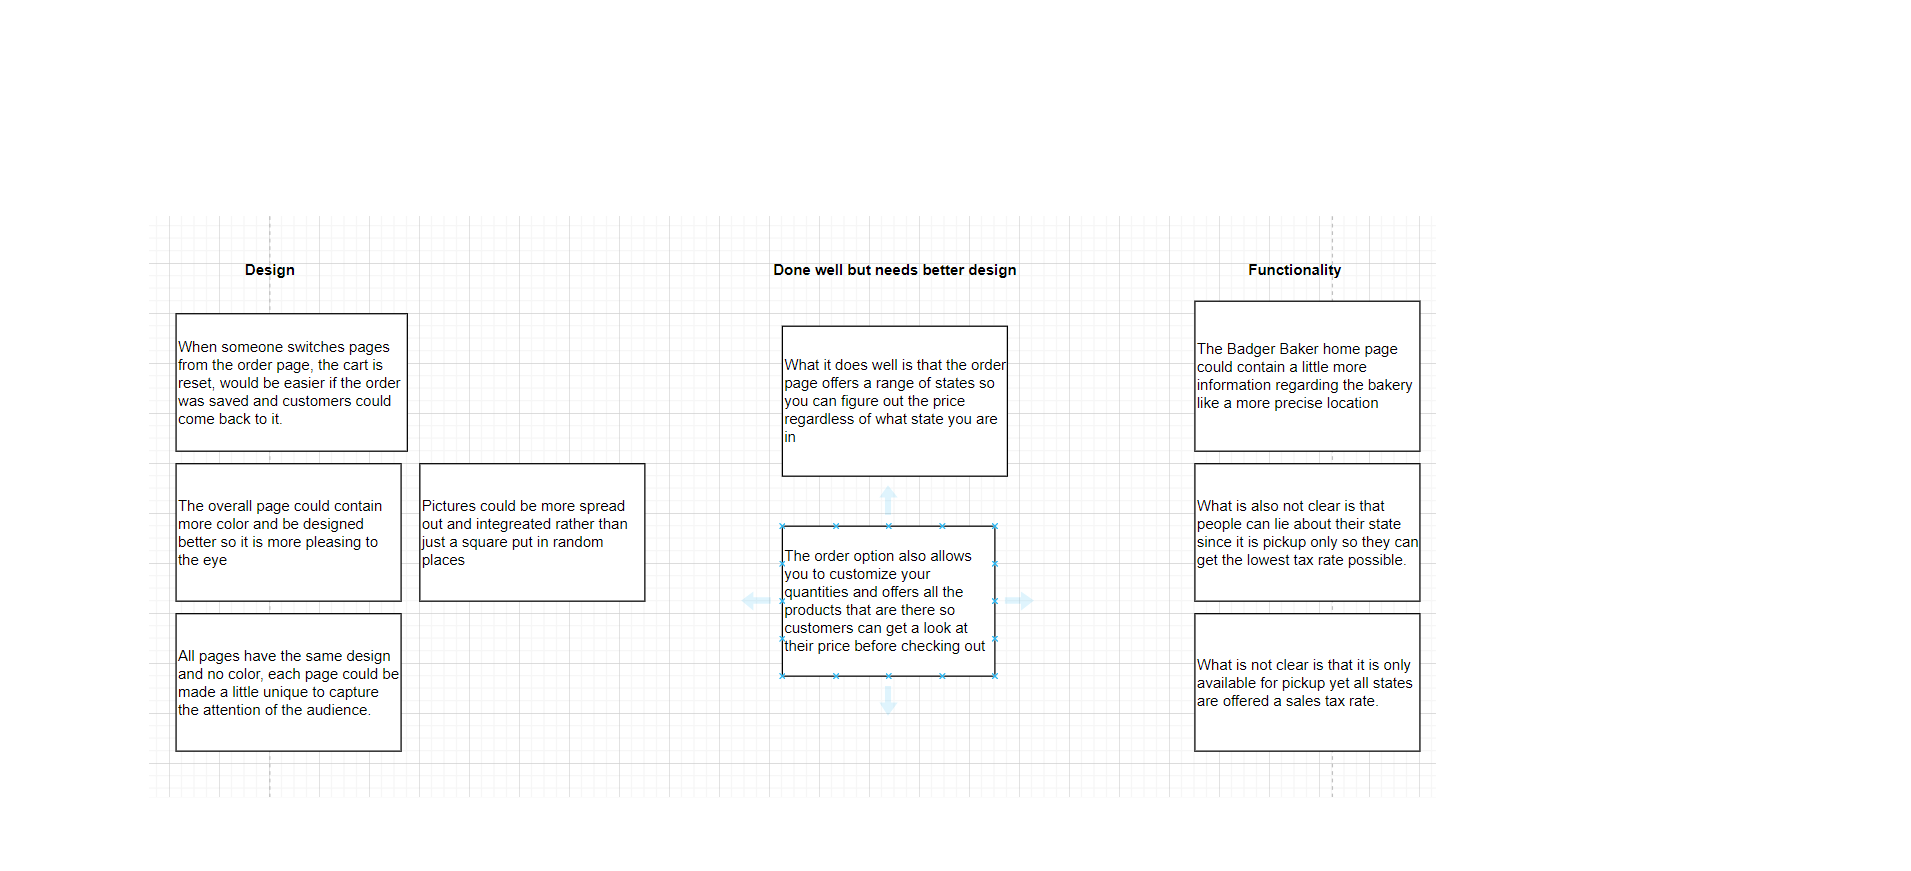 Design
When someone switches pages
from the order page, the cart is
reset, would be easier if the order
was saved and customers could
come back to it.
The overall page could contain
more color and be designed
better so it is more pleasing to
the eye
Pictures could be more spread
out and integreated rather than
just a square put in random
places
All pages have the same design
and no color, each page could be
made a little unique to capture
the attention of the audience.
Done well but needs better design
What it does well is that the order
page offers a range of states so
you can figure out the price
regardless of what state you are
in
The order option also allows
you to customize your
quantities and offers all the
products that are there so
customers can get a look at
their price before checking out
Functionality
The Badger Baker home page
could contain a little more
information regarding the bakery
like a more precise location
What is also not clear is that
people can lie about their state
since it is pickup only so they can
get the lowest tax rate possible.
What is not clear is that it is only
available for pickup yet all states
are offered a sales tax rate.